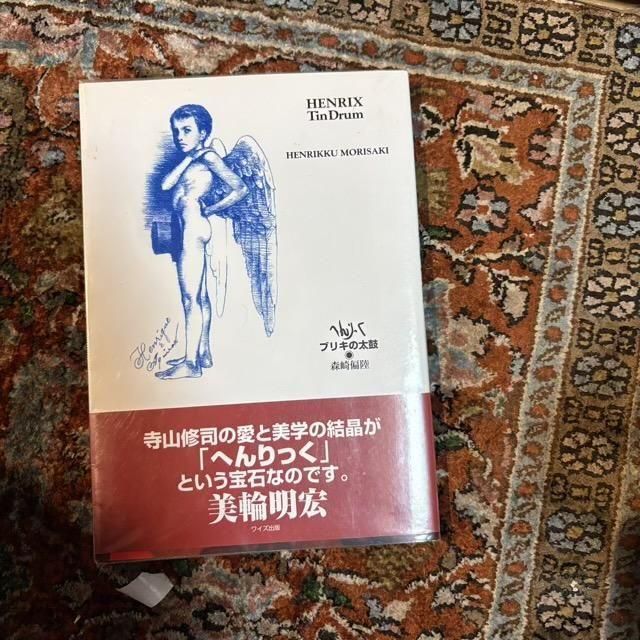 HENRIX
Tin Drum
HENRIKKU MORISAKI
へんりっく
ブリキの太鼓
森崎偏陸
Henrique
寺山修司の愛と美学の結晶が
「へんりっく」
という宝石なのです。
美輪明宏
ワイズ出版